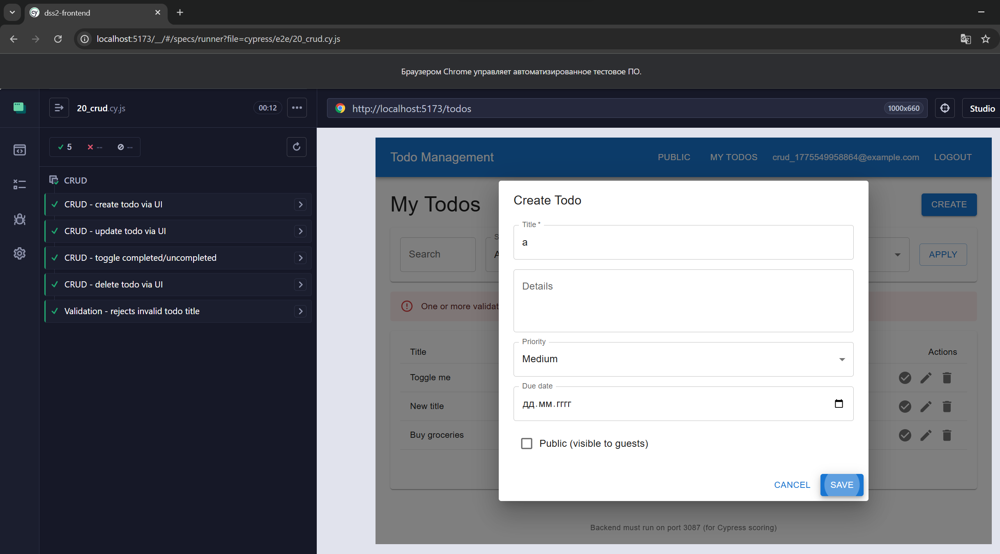 dss2-frontend
localhost:5173/__/#/specs/runner?file=cypress/e2e/20_crud.cy.js
Браузером Chrome управляет автоматизированное тестовое ПО.
20_crud.cy.js
00:12
http://localhost:5173/todos
1000x660
Studio
5 -- --
CRUD
CRUD - create todo via UI
CRUD - update todo via UI
CRUD - toggle completed/uncompleted
CRUD - delete todo via UI
Validation - rejects invalid todo title
Todo Management
PUBLIC
MY TODOS
crud_1775549958864@example.com
LOGOUT
My Todos
CREATE
Search
APPLY
One or more validat
Title
Actions
Toggle me
New title
Buy groceries
Create Todo
Title *
a
Details
Priority
Medium
Due date
дд.мм.гггг
Public (visible to guests)
CANCEL
SAVE
Backend must run on port 3087 (for Cypress scoring)